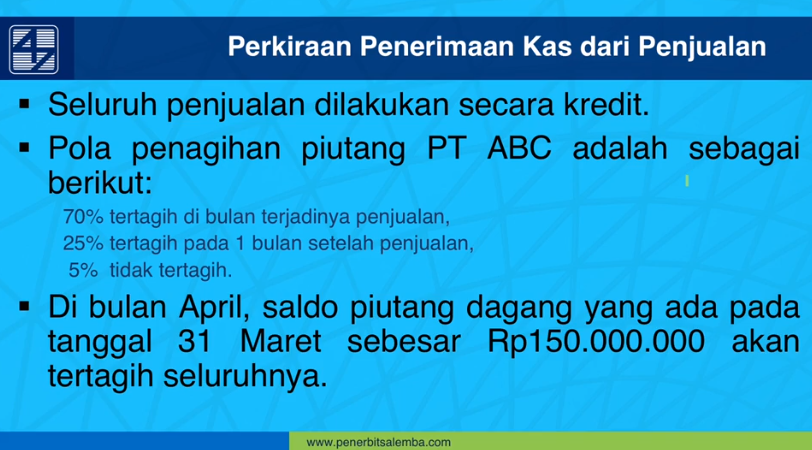 Perkiraan Penerimaan Kas dari Penjualan
▪ Seluruh penjualan dilakukan secara kredit.
▪ Pola penagihan piutang PT ABC adalah sebagai
berikut:
70% tertagih di bulan terjadinya penjualan,
25% tertagih pada 1 bulan setelah penjualan,
5% tidak tertagih.
▪ Di bulan April, saldo piutang dagang yang ada pada
tanggal 31 Maret sebesar Rp150.000.000 akan
tertagih seluruhnya.
www.penerbitsalemba.com